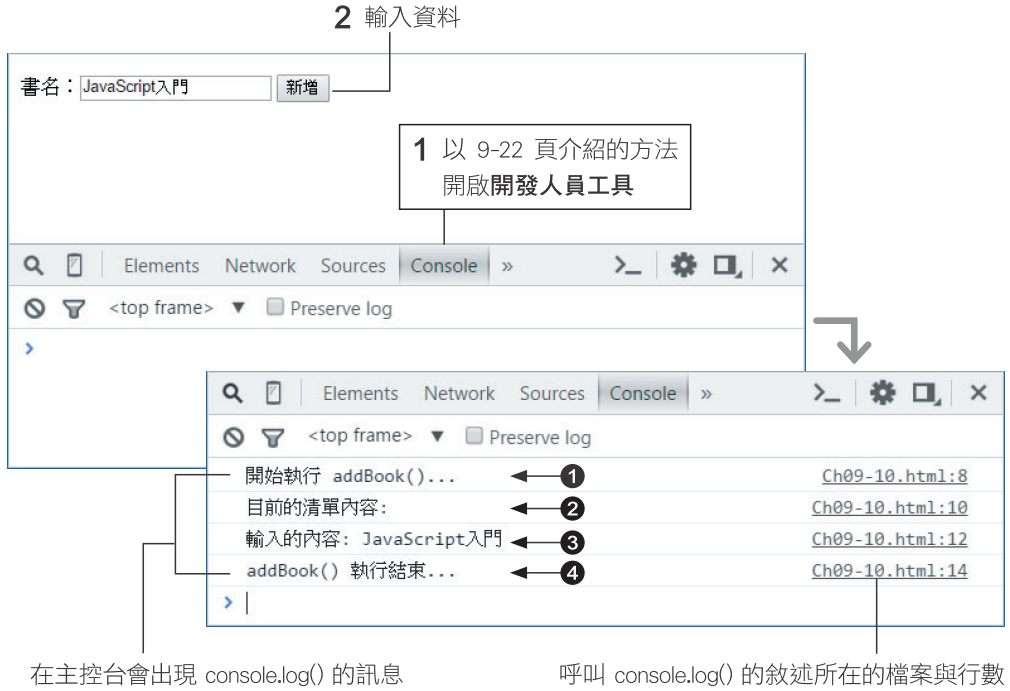 2 輸入資料
書名：JavaScript入門 新增
1 以 9-22 頁介紹的方法
開啟開發人員工具
Elements Network Sources Console »
<top frame> ▼ Preserve log
>
Elements Network Sources Console »
<top frame> ▼ Preserve log
開始執行 addBook()... ❶ Ch09-10.html:8
目前的清單內容: ❷ Ch09-10.html:10
輸入的內容: JavaScript入門 ❸ Ch09-10.html:12
addBook() 執行結束... ❹ Ch09-10.html:14
>
在主控台會出現 console.log() 的訊息
呼叫 console.log() 的敘述所在的檔案與行數